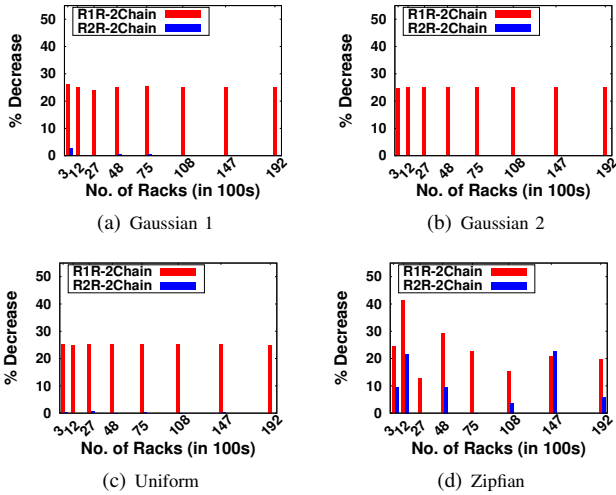 R1R-2Chain
R2R-2Chain
% Decrease
50
40
30
20
10
0
3
12
27
48
75
108
147
192
No. of Racks (in 100s)
(a) Gaussian 1
R1R-2Chain
R2R-2Chain
% Decrease
50
40
30
20
10
0
3
12
27
48
75
108
147
192
No. of Racks (in 100s)
(b) Gaussian 2
R1R-2Chain
R2R-2Chain
% Decrease
50
40
30
20
10
0
3
12
27
48
75
108
147
192
No. of Racks (in 100s)
(c) Uniform
R1R-2Chain
R2R-2Chain
% Decrease
50
40
30
20
10
0
3
12
27
48
75
108
147
192
No. of Racks (in 100s)
(d) Zipfian